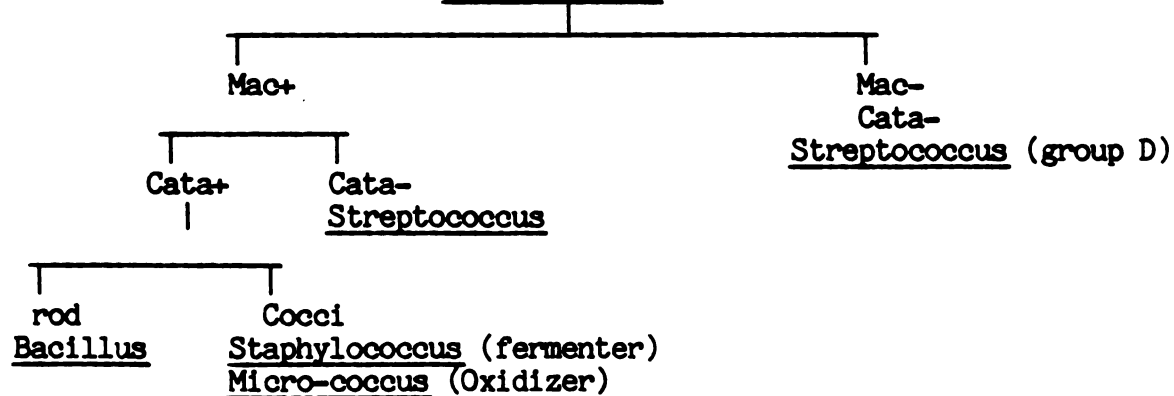 Mac+ Mac-
Cata-
Streptococcus (group D)
Cata+ Cata-
Streptococcus
rod Cocci
Bacillus Staphylococcus (fermenter)
Micro-coccus (Oxidizer)